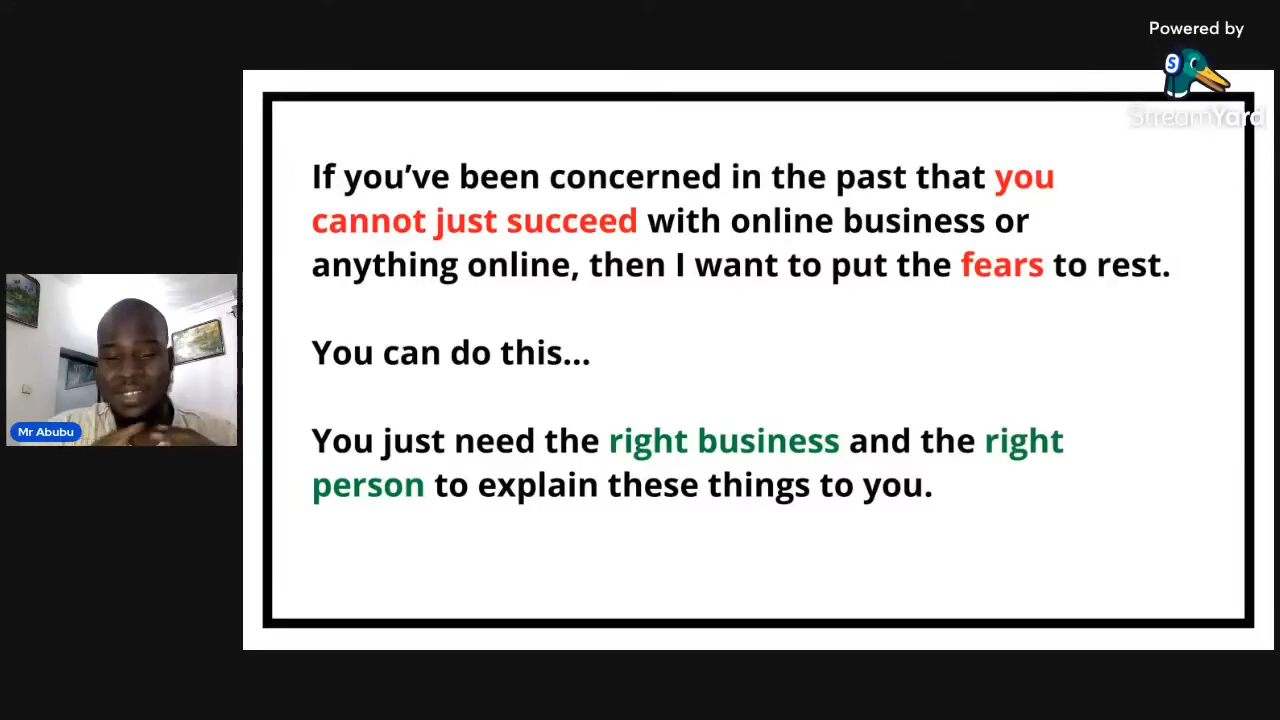 Powered by
StreamYard
If you’ve been concerned in the past that you
cannot just succeed with online business or
anything online, then I want to put the fears to rest.
You can do this...
You just need the right business and the right
person to explain these things to you.
Mr Abubu